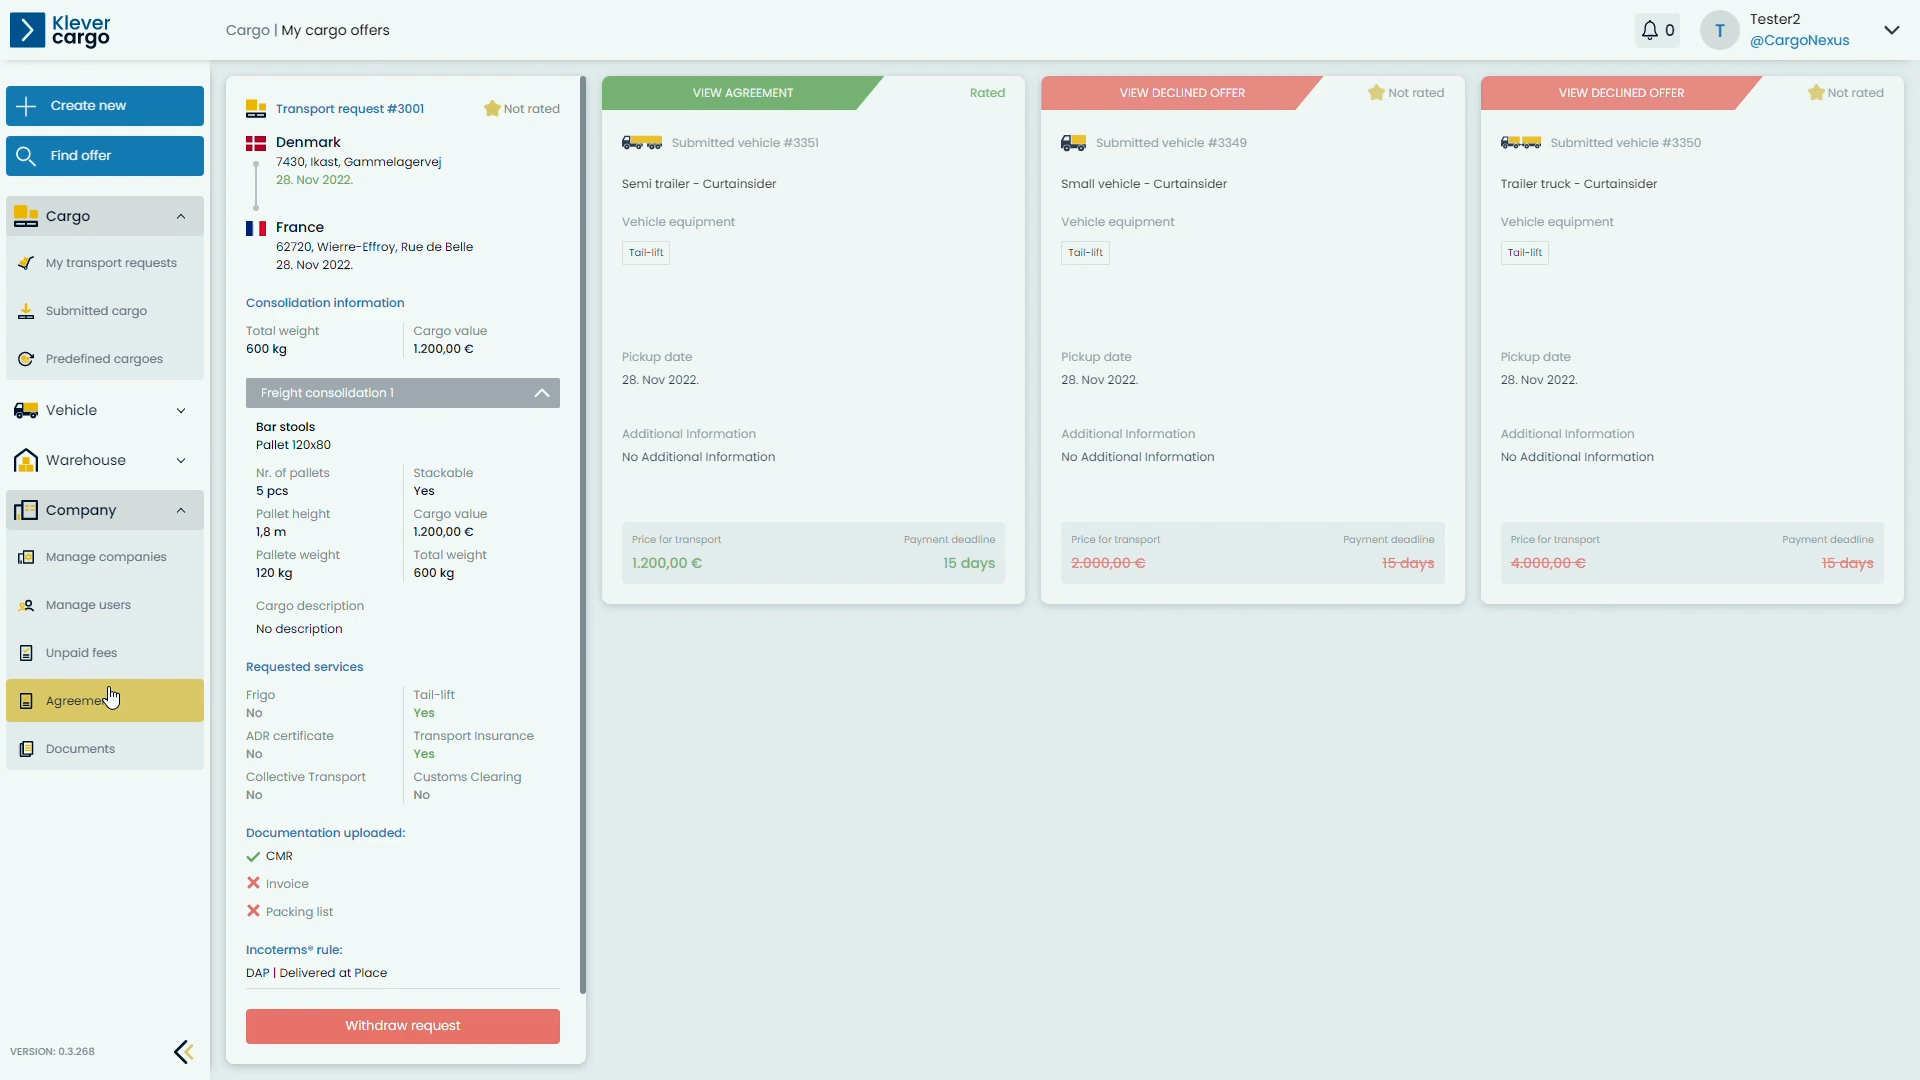 Klever
cargo
Cargo | My cargo offers
0
T
Tester2
@CargoNexus
Create new
Find offer
Cargo
My transport requests
Submitted cargo
Predefined cargoes
Vehicle
Warehouse
Company
Manage companies
Manage users
Unpaid fees
Documents
VERSION: 0.3.268
Transport request #3001
Not rated
Denmark
7430, Ikast, Gammelagervej
28. Nov 2022.
France
62720, Wierre-Effroy, Rue de Belle
28. Nov 2022.
Consolidation information
Total weight
600 kg
Cargo value
1.200,00 €
Freight consolidation 1
Bar stools
Pallet 120x80
Nr. of pallets
5 pcs
Stackable
Yes
Pallet height
1,8 m
Cargo value
1.200,00 €
Pallete weight
120 kg
Total weight
600 kg
Cargo description
No description
Requested services
Frigo
No
Tail-lift
Yes
ADR certificate
No
Transport Insurance
Yes
Collective Transport
No
Customs Clearing
No
Documentation uploaded:
CMR
Invoice
Packing list
Incoterms® rule:
DAP | Delivered at Place
Withdraw request
VIEW AGREEMENT
Rated
Submitted vehicle #3351
Semi trailer - Curtainsider
Vehicle equipment
Tail-lift
Pickup date
28. Nov 2022.
Additional Information
No Additional Information
Price for transport
1.200,00 €
Payment deadline
15 days
VIEW DECLINED OFFER
Not rated
Submitted vehicle #3349
Small vehicle - Curtainsider
Vehicle equipment
Tail-lift
Pickup date
28. Nov 2022.
Additional Information
No Additional Information
Price for transport
2.000,00 €
Payment deadline
15 days
VIEW DECLINED OFFER
Not rated
Submitted vehicle #3350
Trailer truck - Curtainsider
Vehicle equipment
Tail-lift
Pickup date
28. Nov 2022.
Additional Information
No Additional Information
Price for transport
4.000,00 €
Payment deadline
15 days